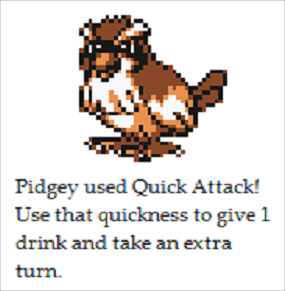 Pidgey used Quick Attack!
Use that quickness to give 1
drink and take an extra
turn.